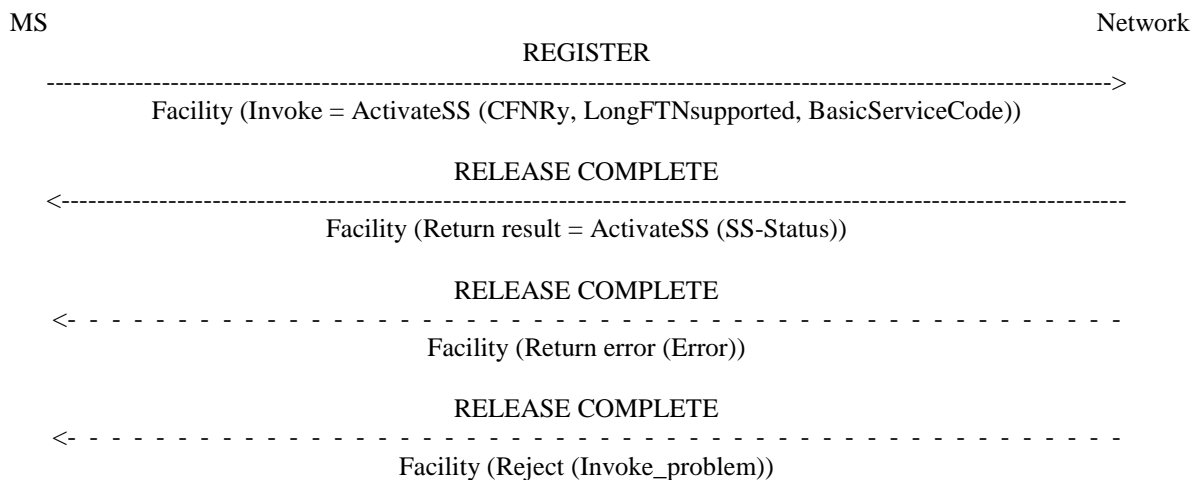 MS Network
REGISTER
------------------------------------------------------------------------------------------------------------------------>
Facility (Invoke = ActivateSS (CFNRy, LongFTNsupported, BasicServiceCode))
RELEASE COMPLETE
<------------------------------------------------------------------------------------------------------------------------
Facility (Return result = ActivateSS (SS-Status))
RELEASE COMPLETE
<- - - - - - - - - - - - - - - - - - - - - - - - - - - - - - - - - - - - - - - - - - - - - - - -
Facility (Return error (Error))
RELEASE COMPLETE
<- - - - - - - - - - - - - - - - - - - - - - - - - - - - - - - - - - - - - - - - - - - - - - - -
Facility (Reject (Invoke_problem))